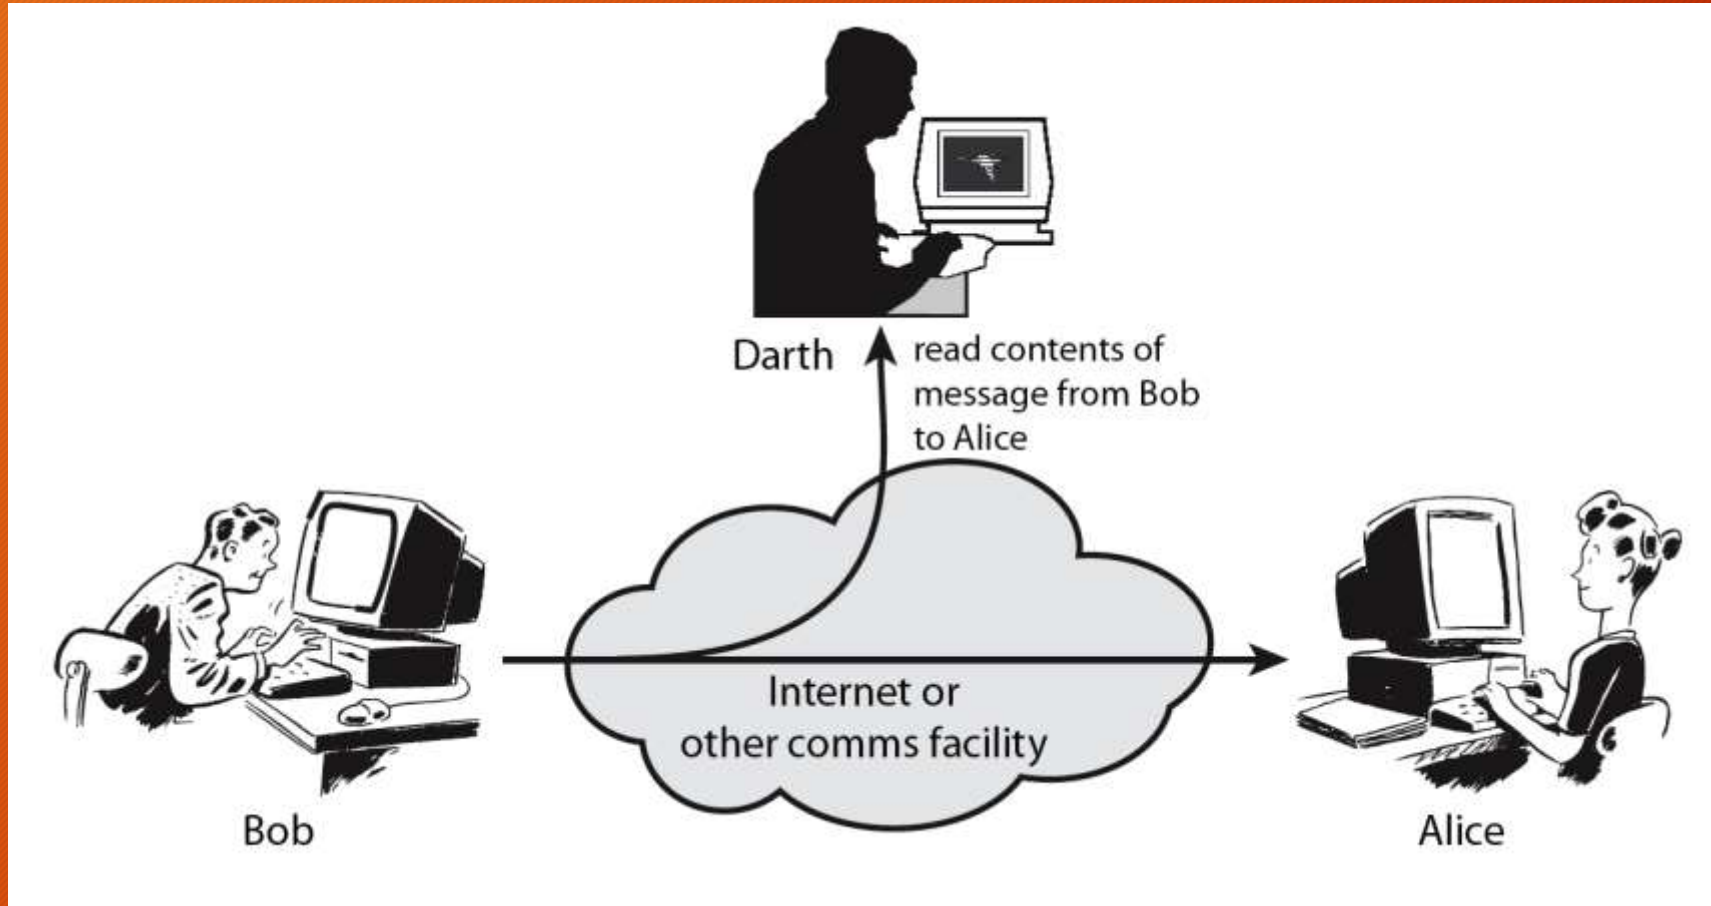 Darth
read contents of
message from Bob
to Alice
Internet or
other comms facility
Bob
Alice